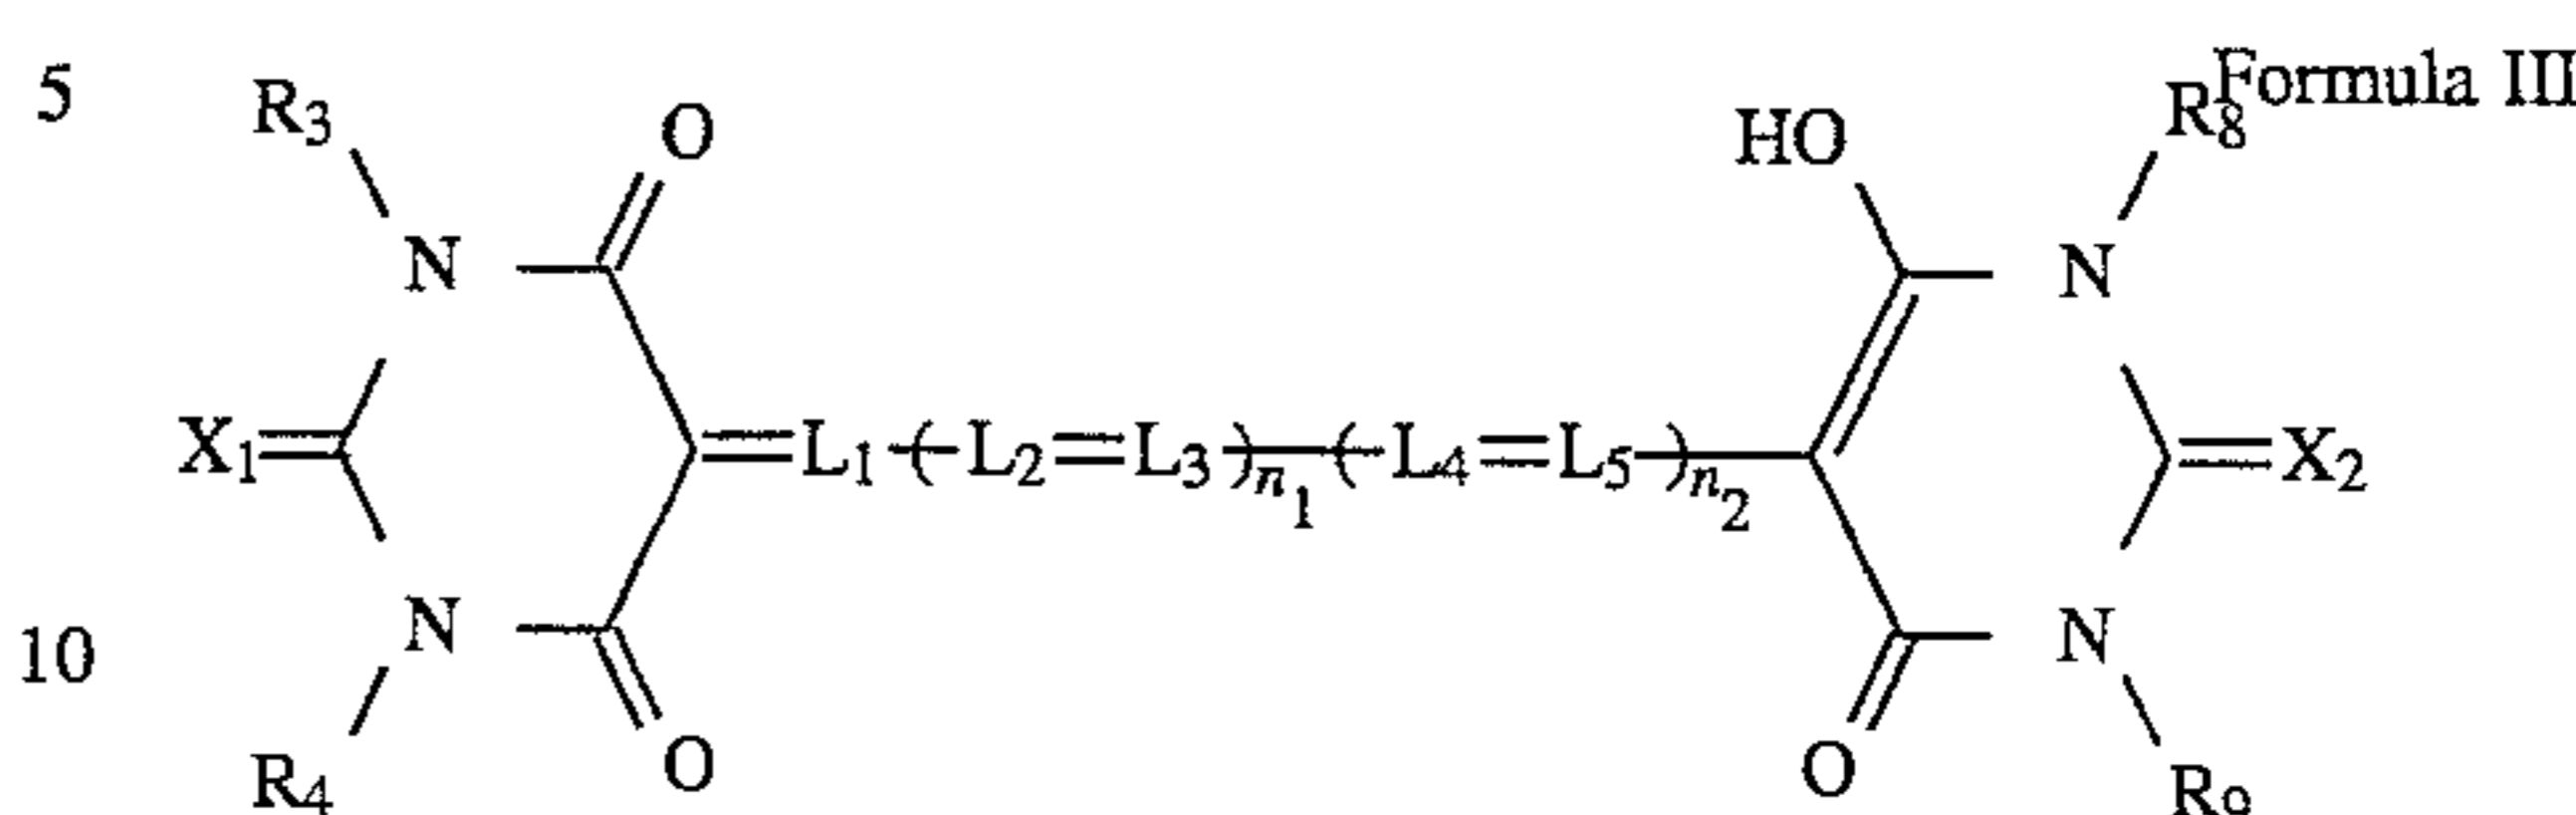 5 R3 O HO R8 Formula III
N N
X1 =L1-(-L2=L3-)n1-(-L4=L5-)n2 =X2
10 N N
R4 O O R9